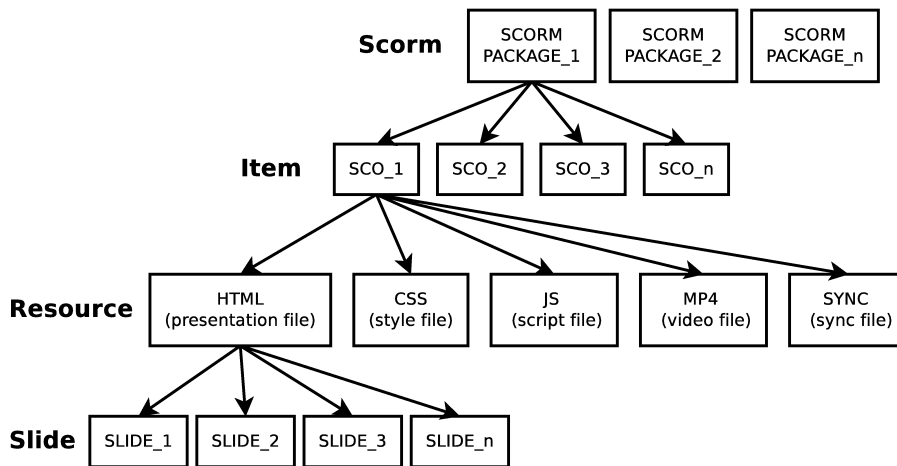 Scorm
SCORM
PACKAGE_1
SCORM
PACKAGE_2
SCORM
PACKAGE_n
Item
SCO_1
SCO_2
SCO_3
SCO_n
Resource
HTML
(presentation file)
CSS
(style file)
JS
(script file)
MP4
(video file)
SYNC
(sync file)
Slide
SLIDE_1
SLIDE_2
SLIDE_3
SLIDE_n